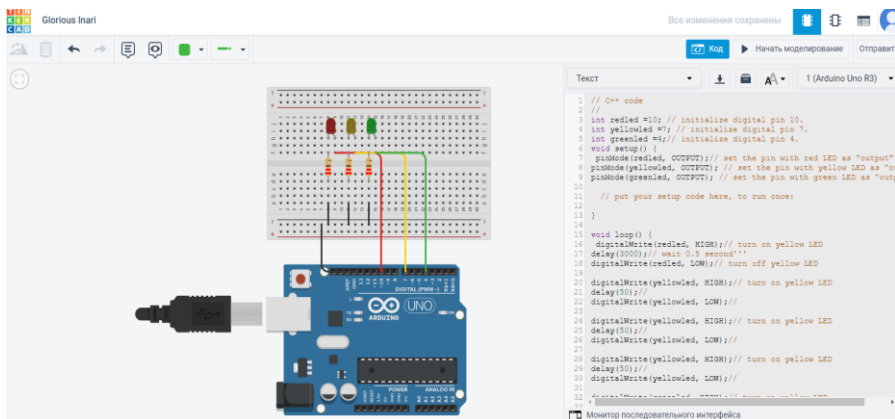 TIN
KER
CAD
Glorious Inari
Все изменения сохранены
Код
Начать моделирование
Отправит
Текст
1 (Arduino Uno R3)
1 // C++ code
2 //
3 int redled =10; // initialize digital pin 10.
4 int yellowled =7; // initialize digital pin 7.
5 int greenled =4;// initialize digital pin 4.
6 void setup() {
7 pinMode(redled, OUTPUT);// set the pin with red LED as "output"
8 pinMode(yellowled, OUTPUT); // set the pin with yellow LED as "ou
9 pinMode(greenled, OUTPUT); // set the pin with green LED as "outp
10
11 // put your setup code here, to run once:
12
13 }
14
15 void loop() {
16 digitalWrite(redled, HIGH);// turn on yellow LED
17 delay(3000);// wait 0.5 second'''
18 digitalWrite(redled, LOW);// turn off yellow LED
19
20 digitalWrite(yellowled, HIGH);// turn on yellow LED
21 delay(50);//
22 digitalWrite(yellowled, LOW);//
23
24 digitalWrite(yellowled, HIGH);// turn on yellow LED
25 delay(50);//
26 digitalWrite(yellowled, LOW);//
27
28 digitalWrite(yellowled, HIGH);// turn on yellow LED
29 delay(50);//
30 digitalWrite(yellowled, LOW);//
31
32
DIGITAL (PWM~)
UNO
ARDUINO
POWER
ANALOG IN
Монитор последовательного интерфейса